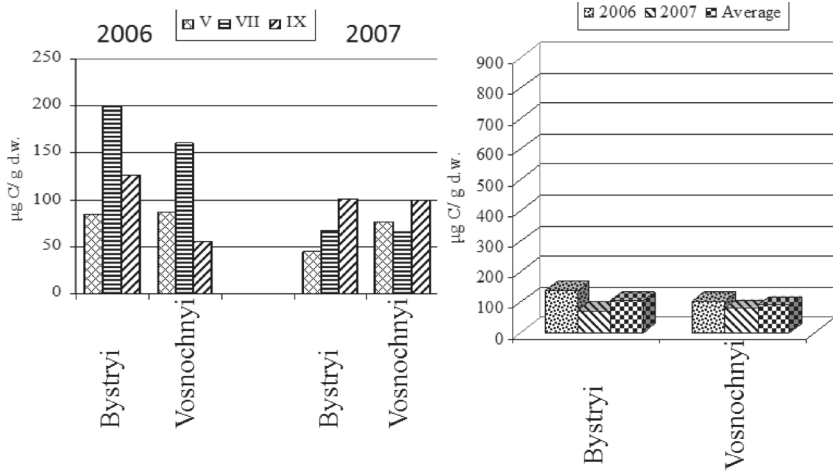 2006
V VII IX
2007
250
200
150
100
50
0
µg C/ g d.w.
Bystryi
Vosnochnyi
Bystryi
Vosnochnyi
2006 2007 Average
900
800
700
600
500
400
300
200
100
0
µg C/ g d.w.
Bystryi
Vosnochnyi